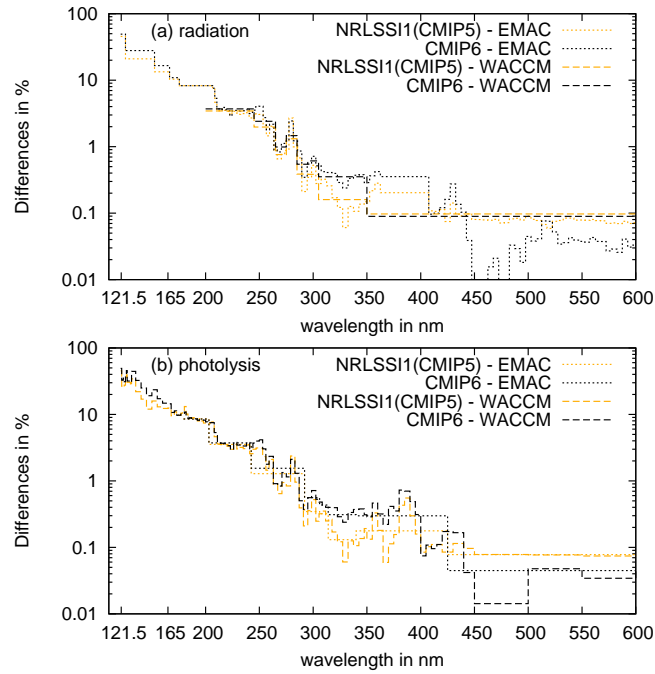 100
(a) radiation
NRLSSI1(CMIP5) - EMAC
CMIP6 - EMAC
NRLSSI1(CMIP5) - WACCM
CMIP6 - WACCM
10
1
0.1
0.01
Differences in %
121.5 165 200 250 300 350 400 450 500 550 600
wavelength in nm
100
(b) photolysis
NRLSSI1(CMIP5) - EMAC
CMIP6 - EMAC
NRLSSI1(CMIP5) - WACCM
CMIP6 - WACCM
10
1
0.1
0.01
Differences in %
121.5 165 200 250 300 350 400 450 500 550 600
wavelength in nm